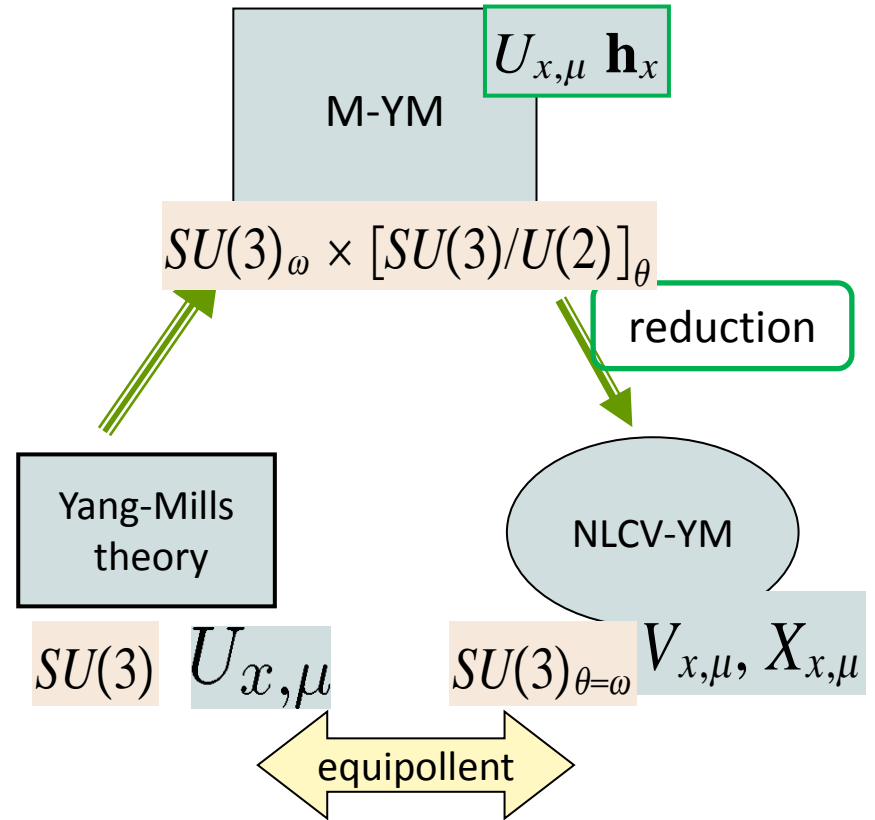 U_{x,μ} 𝐡_x
M-YM
SU(3)_ω × [SU(3)/U(2)]_θ
reduction
Yang-Mills
theory
NLCV-YM
SU(3) U_{x,μ}
SU(3)_{θ=ω} V_{x,μ}, X_{x,μ}
equipollent